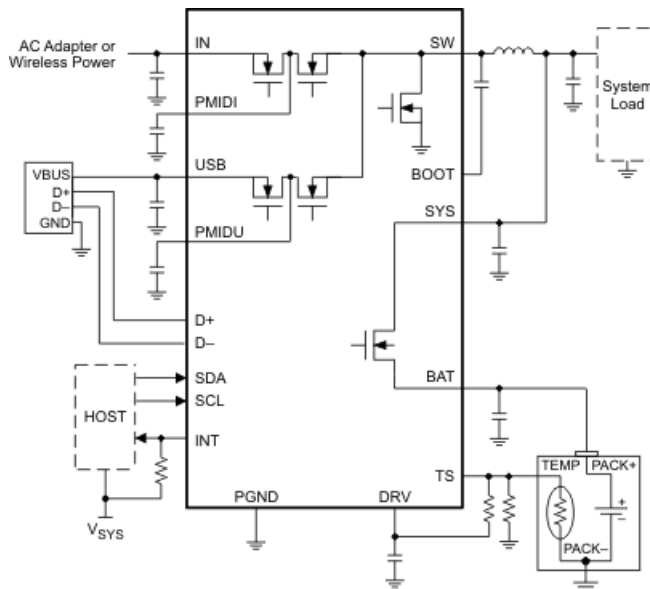 AC Adapter or
Wireless Power
IN
SW
System
Load
PMIDI
USB
BOOT
VBUS
D+
D–
GND
SYS
PMIDU
D+
D–
BAT
SDA
SCL
HOST
INT
TS
TEMP
PACK+
+
–
PACK–
PGND
DRV
VSYS